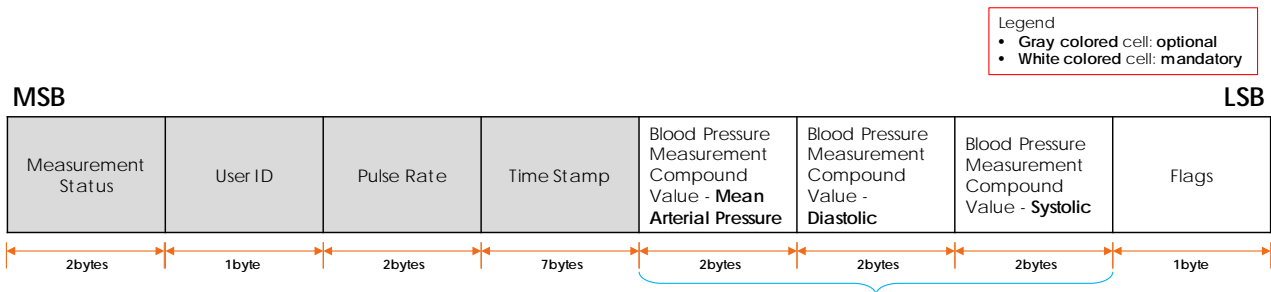 Legend
• Gray colored cell: optional
• White colored cell: mandatory
MSB
LSB
Measurement
Status
User ID
Pulse Rate
Time Stamp
Blood Pressure
Measurement
Compound
Value - Mean
Arterial Pressure
Blood Pressure
Measurement
Compound
Value -
Diastolic
Blood Pressure
Measurement
Compound
Value - Systolic
Flags
2bytes
1byte
2bytes
7bytes
2bytes
2bytes
2bytes
1byte